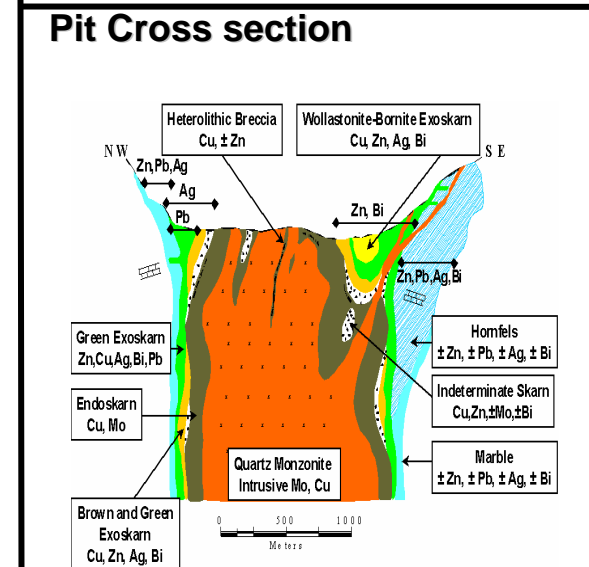 Pit Cross section
Heterolithic Breccia
Cu, ± Zn
Wollastonite-Bornite Exoskarn
Cu, Zn, Ag, Bi
NW
SE
Zn,Pb,Ag
Ag
Pb
Zn, Bi
Zn,Pb,Ag,Bi
Green Exoskarn
Zn,Cu,Ag,Bi,Pb
Endoskarn
Cu, Mo
Brown and Green
Exoskarn
Cu, Zn, Ag, Bi
Quartz Monzonite
Intrusive Mo, Cu
Hornfels
± Zn, ± Pb, ± Ag, ± Bi
Indeterminate Skarn
Cu,Zn,±Mo,±Bi
Marble
± Zn, ± Pb, ± Ag, ± Bi
0 500 1000
Meters